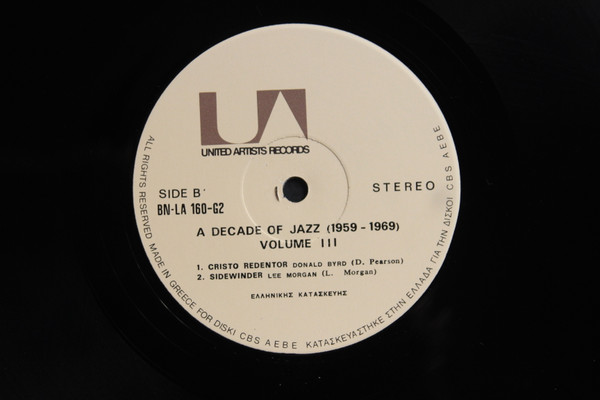 UA
UNITED ARTISTS RECORDS
SIDE B
STEREO
BN-LA 160-G2
A DECADE OF JAZZ (1959 - 1969)
VOLUME III
1. CRISTO REDENTOR DONALD BYRD (D. Pearson)
2. SIDEWINDER LEE MORGAN (L. Morgan)
ΕΛΛΗΝΙΚΗΣ ΚΑΤΑΣΚΕΥΗΣ
ALL RIGHTS RESERVED MADE IN GREECE FOR DISKI CBS AEBE ΚΑΤΑΣΚΕΥΑΣΤΗΚΕ ΣΤΗΝ ΕΛΛΑΔΑ ΓΙΑ ΤΗΝ ΔΙΣΚΟΙ CBS AEBE